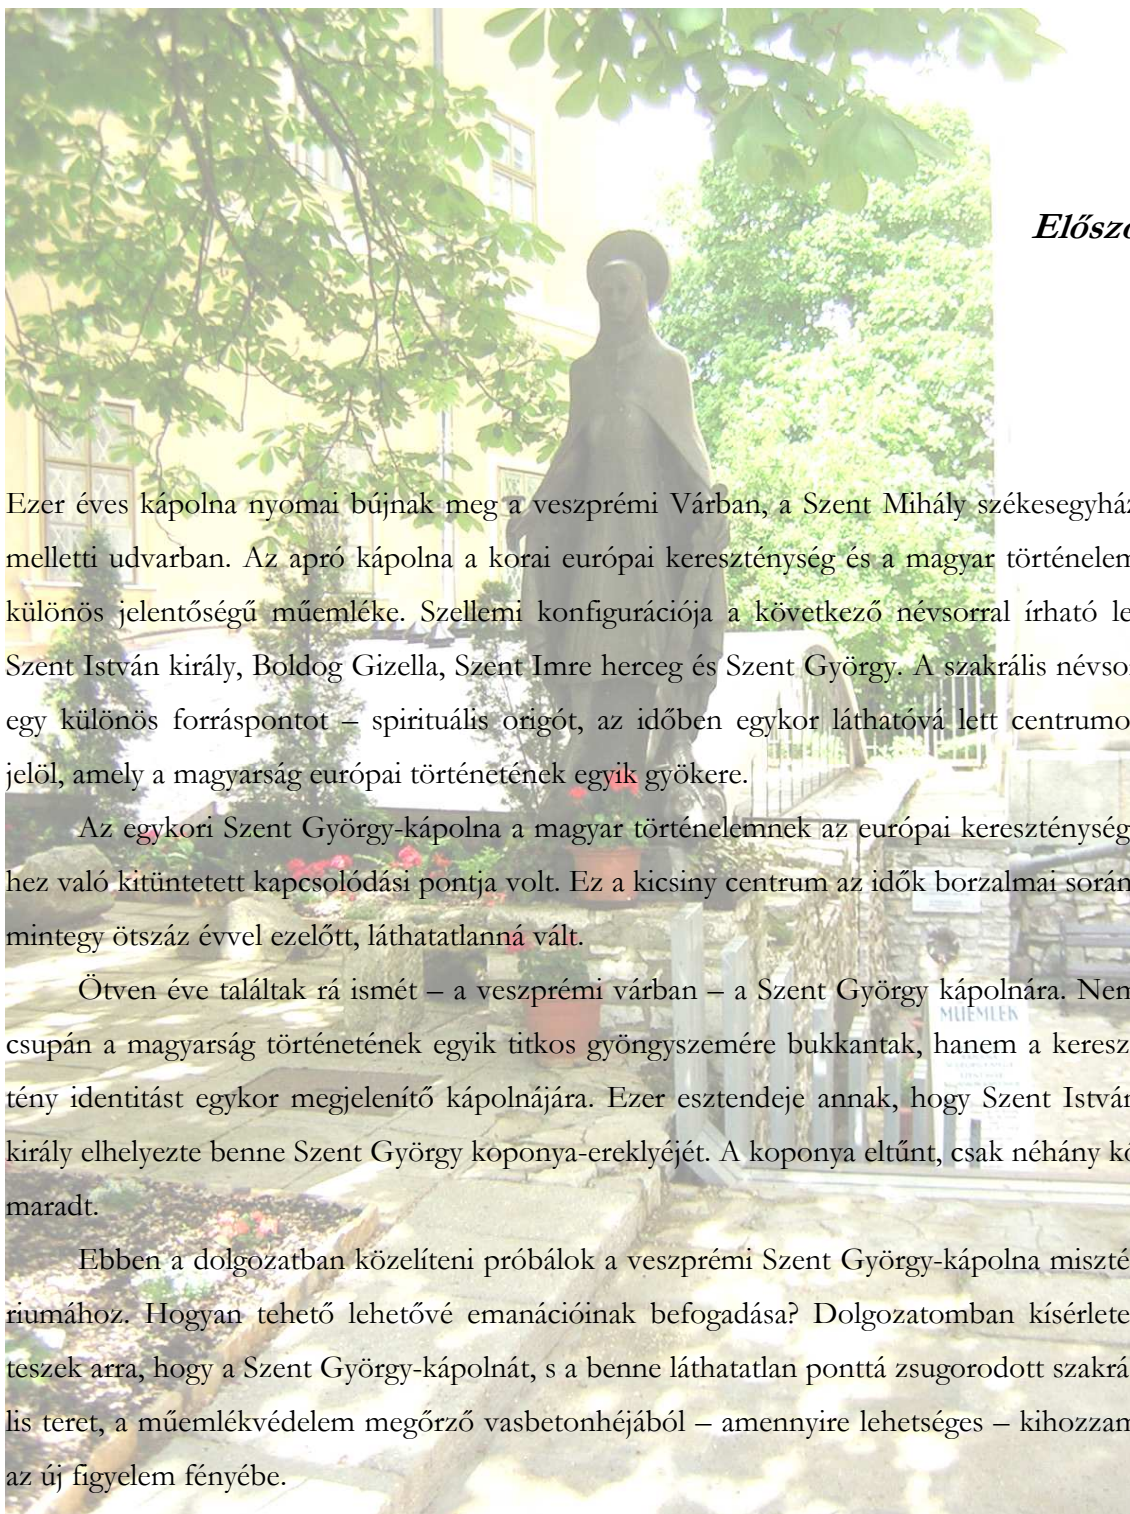 Előszó
Ezer éves kápolna nyomai bújnak meg a veszprémi Várban, a Szent Mihály székesegyház
melletti udvarban. Az apró kápolna a korai európai kereszténység és a magyar történelem
különös jelentőségű műemléke. Szellemi konfigurációja a következő névsorral írható le
Szent István király, Boldog Gizella, Szent Imre herceg és Szent György. A szakrális névsor
egy különös forráspontot – spirituális origót, az időben egykor láthatóvá lett centrumo
jelöl, amely a magyarság európai történetének egyik gyökere.
Az egykori Szent György-kápolna a magyar történelemnek az európai kereszténység
hez való kitüntetett kapcsolódási pontja volt. Ez a kicsiny centrum az idők borzalmai során
mintegy ötszáz évvel ezelőtt, láthatatlanná vált.
Ötven éve találtak rá ismét – a veszprémi várban – a Szent György kápolnára. Nem
csupán a magyarság történetének egyik titkos gyöngyszemére bukkantak, hanem a keresz
tény identitást egykor megjelenítő kápolnájára. Ezer esztendeje annak, hogy Szent István
király elhelyezte benne Szent György koponya-ereklyéjét. A koponya eltűnt, csak néhány kő
maradt.
Ebben a dolgozatban közelíteni próbálok a veszprémi Szent György-kápolna miszté
riumához. Hogyan tehető lehetővé emanációinak befogadása? Dolgozatomban kísérlete
teszek arra, hogy a Szent György-kápolnát, s a benne láthatatlan ponttá zsugorodott szakrá
lis teret, a műemlékvédelem megőrző vasbetonhéjából – amennyire lehetséges – kihozzam
az új figyelem fényébe.
MŰEMLÉK